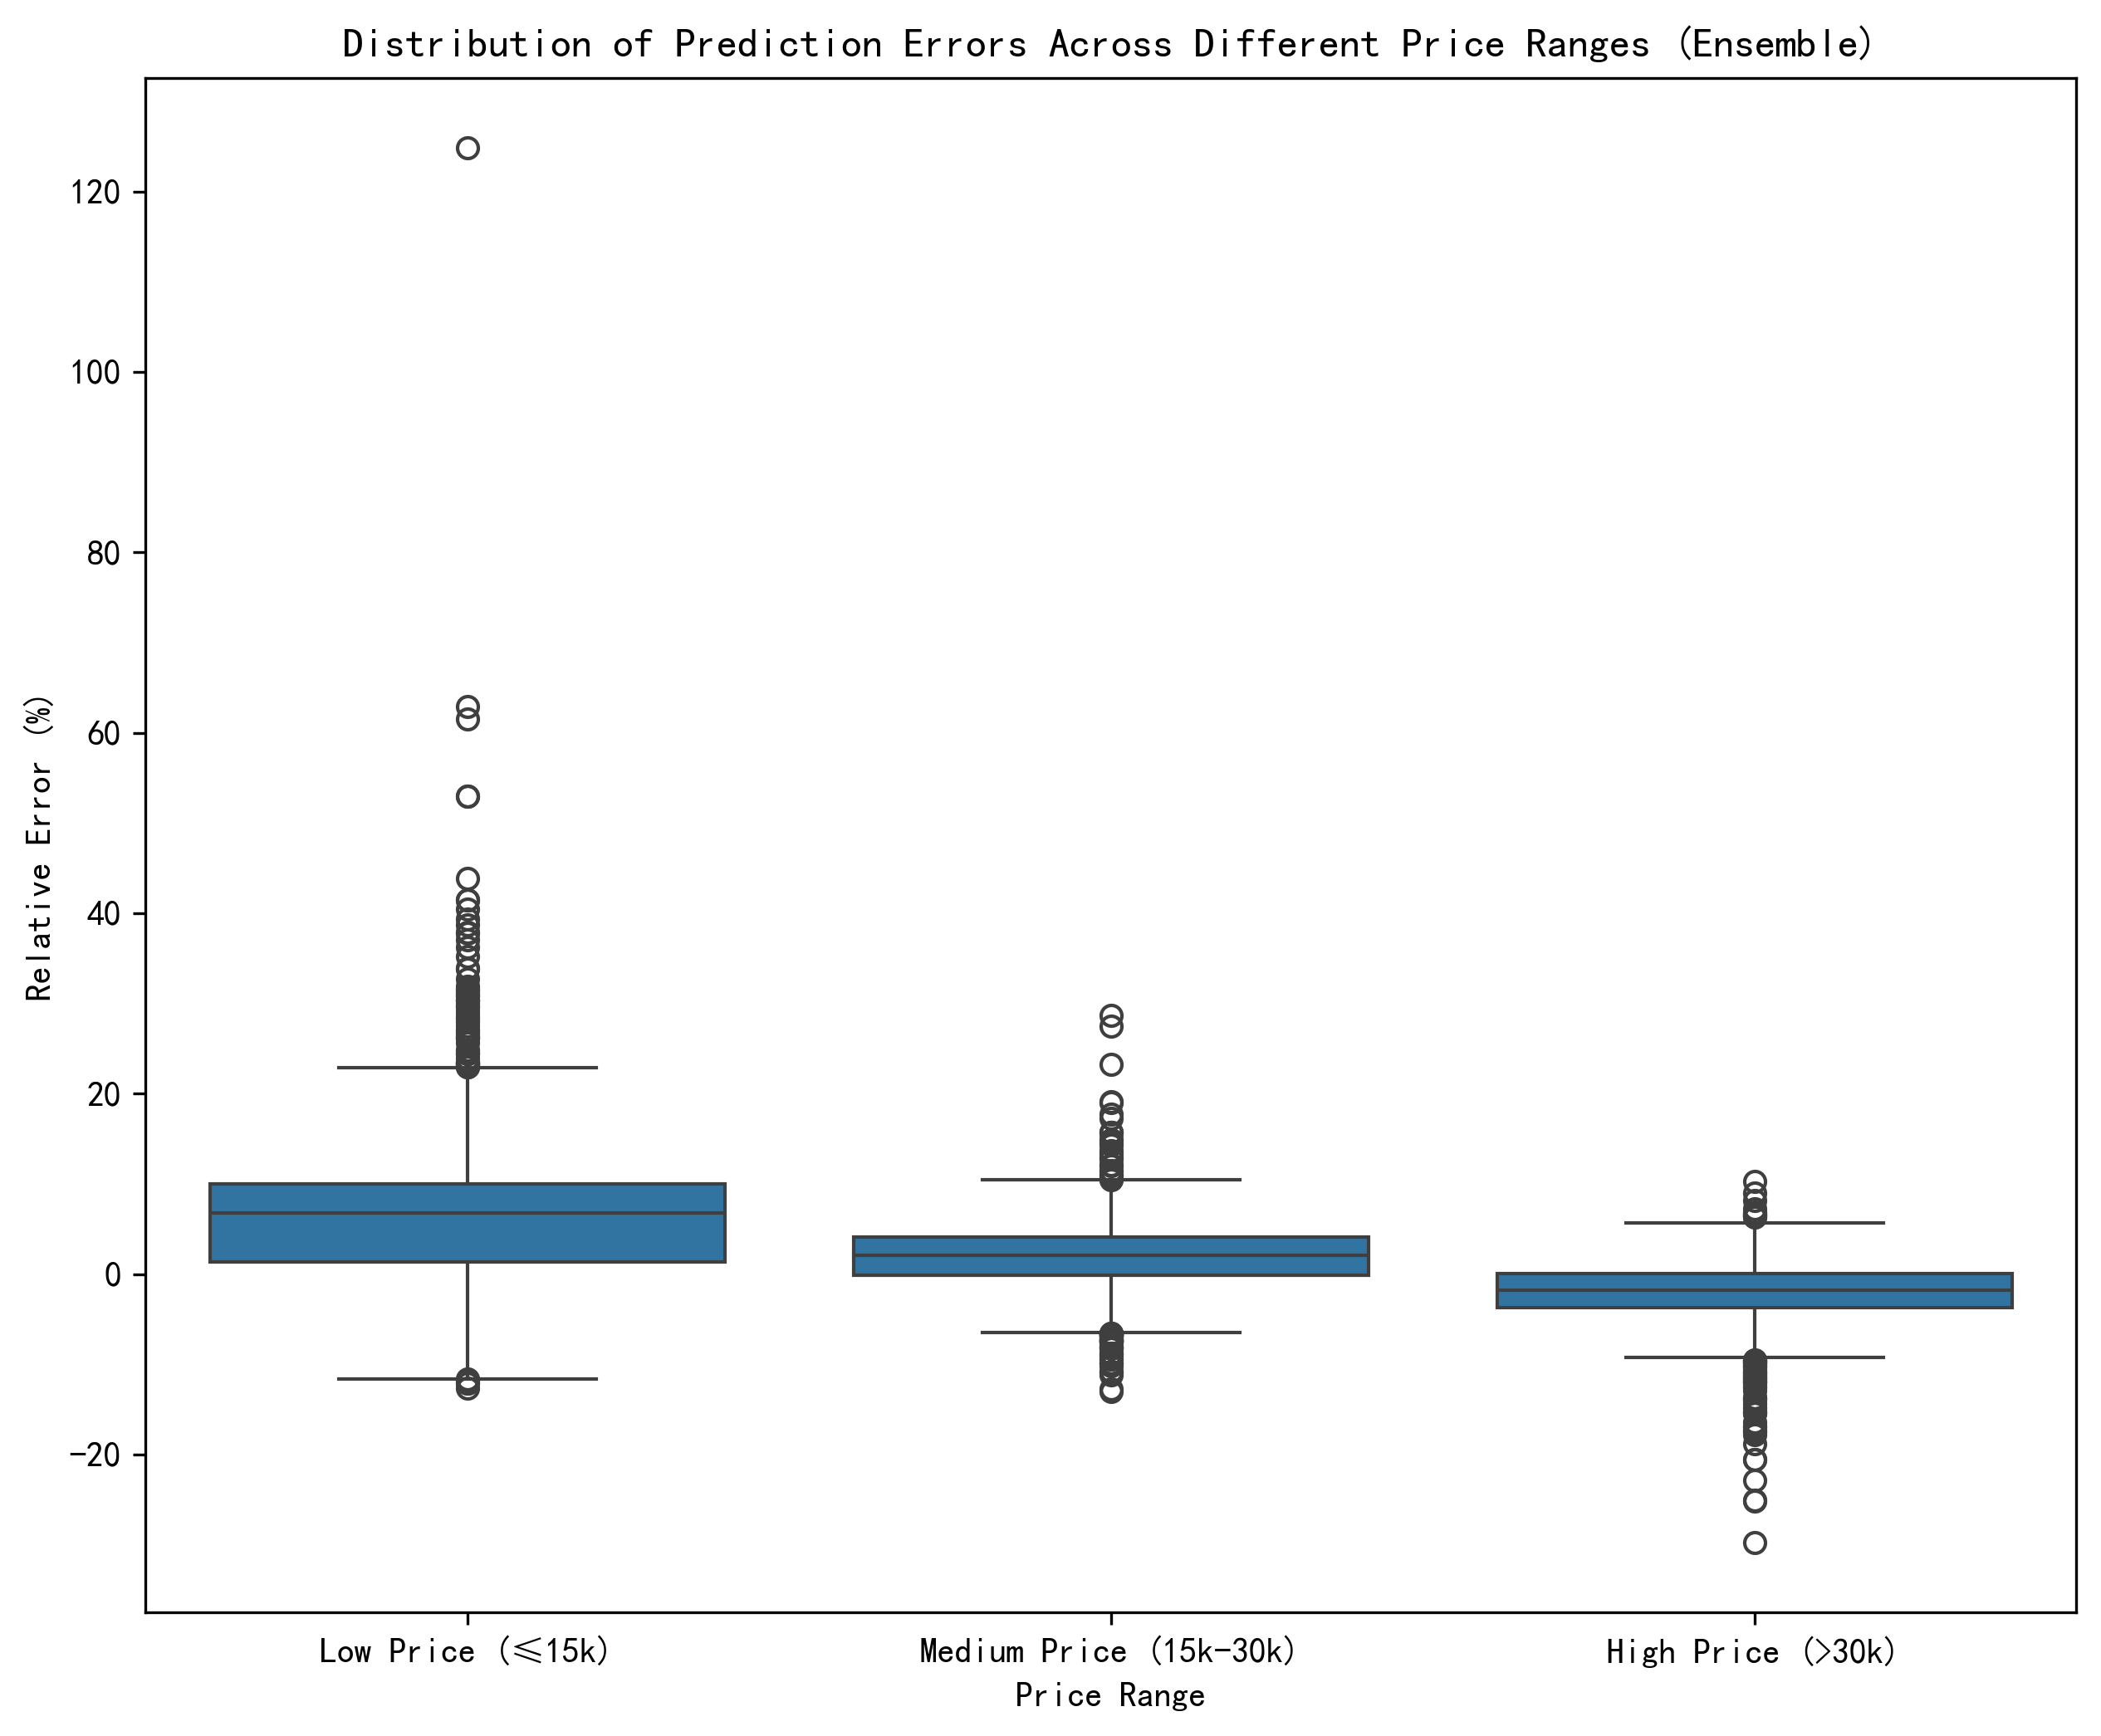 Distribution of Prediction Errors Across Different Price Ranges (Ensemble)
Relative Error (%)
120
100
80
60
40
20
0
−20
Low Price (≤15k)
Medium Price (15k-30k)
High Price (>30k)
Price Range